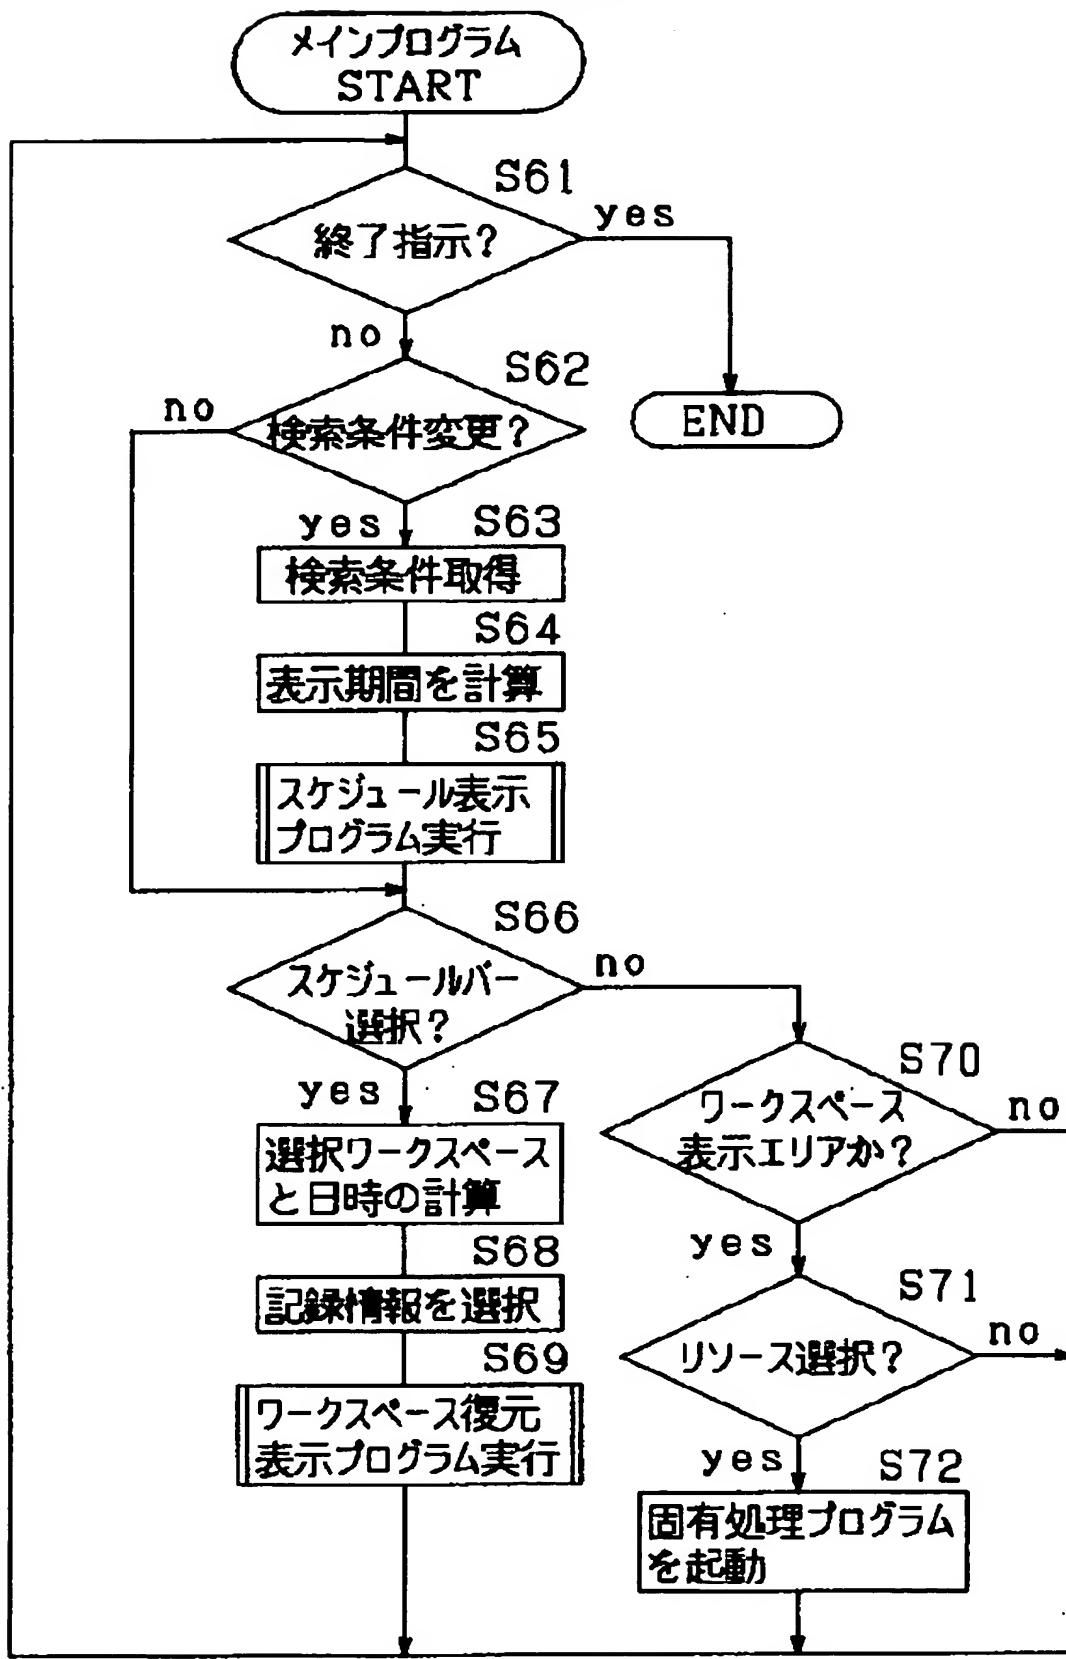 メインプログラム
START
S61
終了指示?
yes
no
S62
検索条件変更?
no
END
yes
S63
検索条件取得
S64
表示期間を計算
S65
スケジュール表示
プログラム実行
S66
スケジュールバー
選択?
no
yes
S67
選択ワークスペース
と日時の計算
S68
記録情報を選択
S69
ワークスペース復元
表示プログラム実行
S70
ワークスペース
表示エリアか?
no
yes
S71
リソース選択?
no
yes
S72
固有処理プログラム
を起動